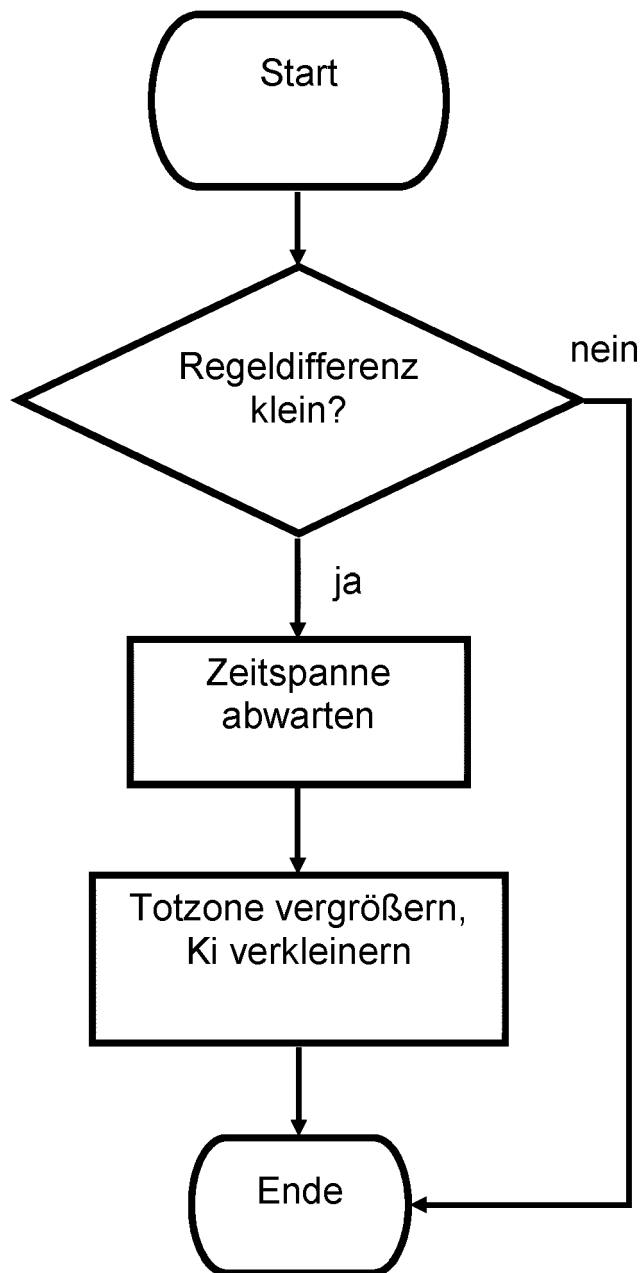 Start
Regeldifferenz
klein?
nein
ja
Zeitspanne
abwarten
Totzone vergrößern,
Ki verkleinern
Ende